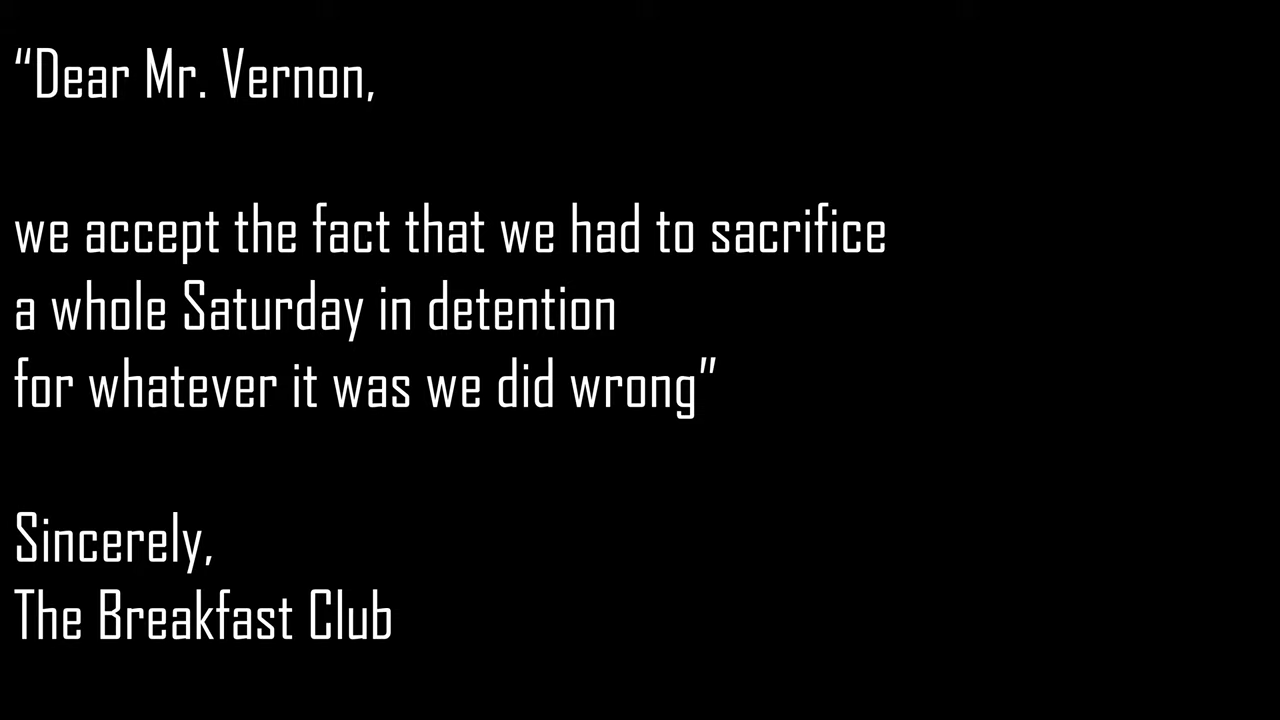 “Dear Mr. Vernon,
we accept the fact that we had to sacrifice
a whole Saturday in detention
for whatever it was we did wrong”
Sincerely,
The Breakfast Club